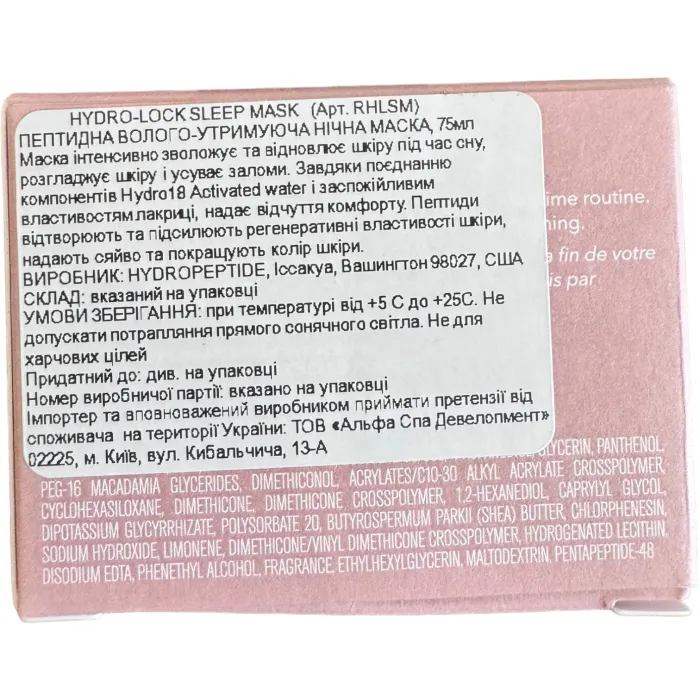 HYDRO-LOCK SLEEP MASK (Арт. RHLSM)
ПЕПТИДНА ВОЛОГО-УТРИМУЮЧА НІЧНА МАСКА, 75мл
Маска інтенсивно зволожує та відновлює шкіру під час сну,
розгладжує шкіру і усуває заломи. Завдяки поєднанню
компонентів Hydro18 Activated water і заспокійливим
властивостям лакриці, надає відчуття комфорту. Пептиди
відтворюють та підсилюють регенеративні властивості шкіри,
надають сяйво та покращують колір шкіри.
ВИРОБНИК: HYDROPEPTIDE, Іссакуа, Вашингтон 98027, США
СКЛАД: вказаний на упаковці
УМОВИ ЗБЕРІГАННЯ: при температурі від +5 С до +25С. Не
допускати потрапляння прямого сонячного світла. Не для
харчових цілей
Придатний до: див. на упаковці
Номер виробничої партії: вказано на упаковці
Імпортер та вповноважений виробником приймати претензії від
споживача на території України: ТОВ «Альфа Спа Девелопмент»
02225, м. Київ, вул. Кибальчича, 13-А
routine.
fin de votre
is par
GLYCERIN, PANTHENOL,
PEG-16 MACADAMIA GLYCERIDES, DIMETHICONOL, ACRYLATES/C10-30 ALKYL ACRYLATE CROSSPOLYMER,
CYCLOHEXASILOXANE, DIMETHICONE, DIMETHICONE CROSSPOLYMER, 1,2-HEXANEDIOL, CAPRYLYL GLYCOL,
DIPOTASSIUM GLYCYRRHIZATE, POLYSORBATE 20, BUTYROSPERMUM PARKII (SHEA) BUTTER, CHLORPHENESIN,
SODIUM HYDROXIDE, LIMONENE, DIMETHICONE/VINYL DIMETHICONE CROSSPOLYMER, HYDROGENATED LECITHIN,
DISODIUM EDTA, PHENETHYL ALCOHOL, FRAGRANCE, ETHYLHEXYLGLYCERIN, MALTODEXTRIN, PENTAPEPTIDE-48